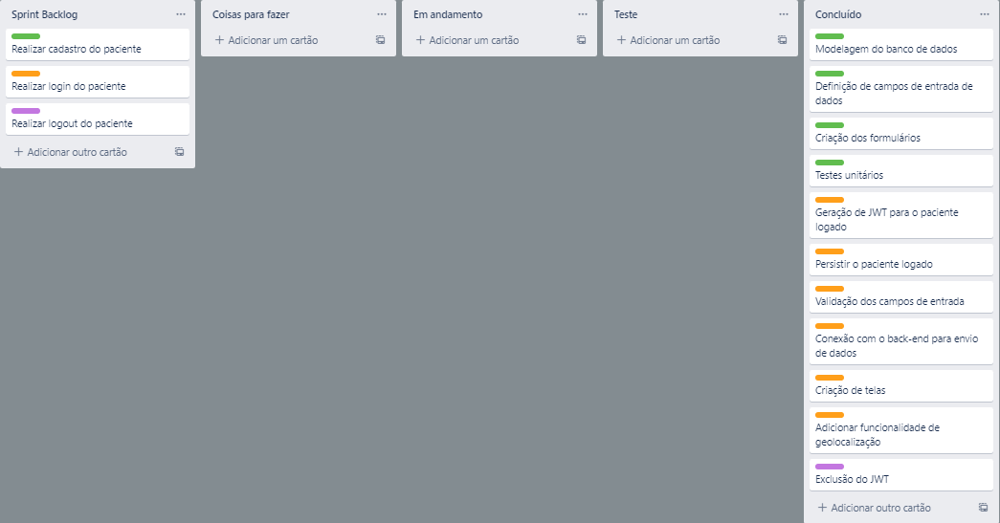 Sprint Backlog
Realizar cadastro do paciente
Realizar login do paciente
Realizar logout do paciente
+ Adicionar outro cartão
Coisas para fazer
+ Adicionar um cartão
Em andamento
+ Adicionar um cartão
Teste
+ Adicionar um cartão
Concluído
Modelagem do banco de dados
Definição de campos de entrada de
dados
Criação dos formulários
Testes unitários
Geração de JWT para o paciente
logado
Persistir o paciente logado
Validação dos campos de entrada
Conexão com o back-end para envio
de dados
Criação de telas
Adicionar funcionalidade de
geolocalização
Exclusão do JWT
+ Adicionar outro cartão